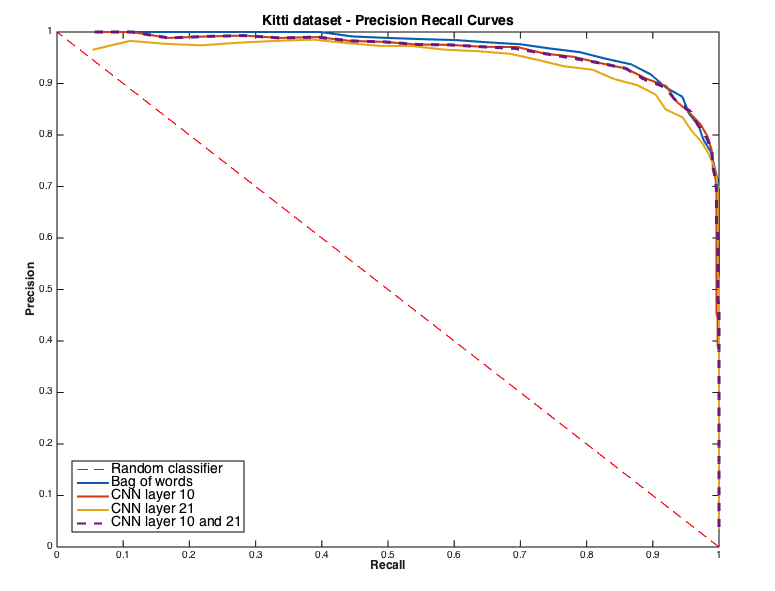 Kitti dataset - Precision Recall Curves
1
0.9
0.8
0.7
0.6
0.5
0.4
0.3
0.2
0.1
0
Precision
Random classifier
Bag of words
CNN layer 10
CNN layer 21
CNN layer 10 and 21
0 0.1 0.2 0.3 0.4 0.5 0.6 0.7 0.8 0.9 1
Recall